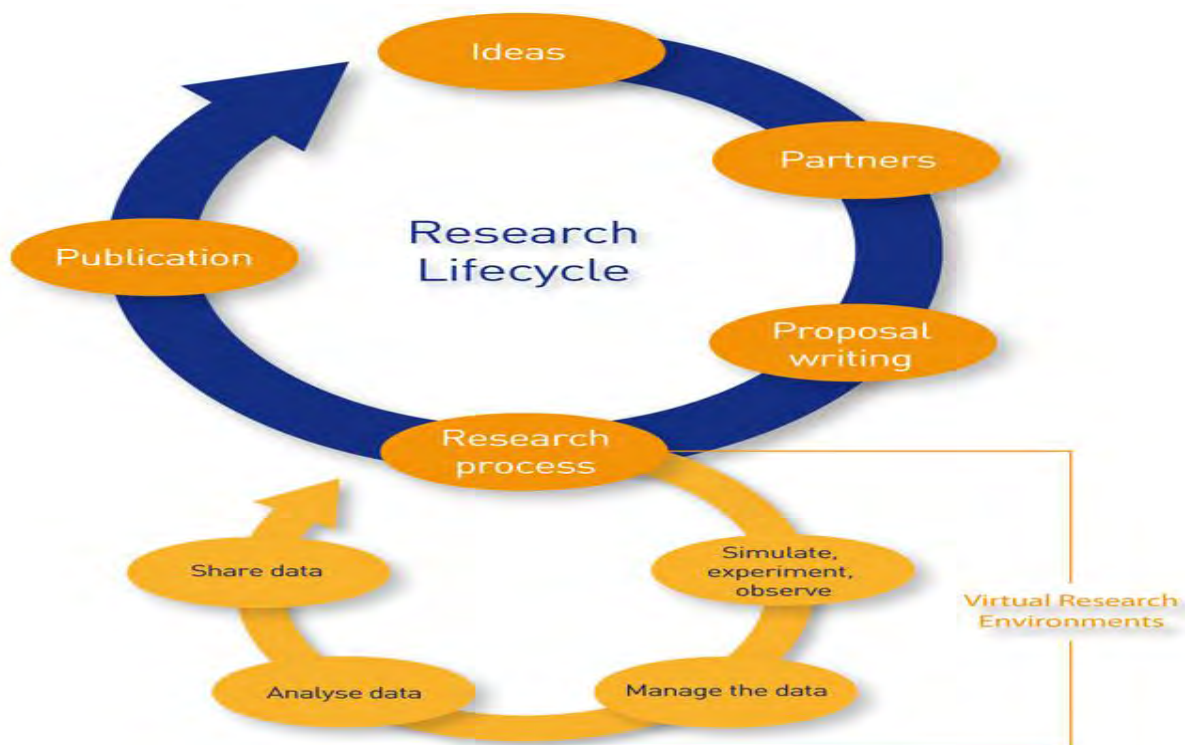 Ideas
Partners
Research
Lifecycle
Publication
Proposal
writing
Research
process
Simulate,
experiment,
observe
Share data
Virtual Research
Environments
Manage the data
Analyse data